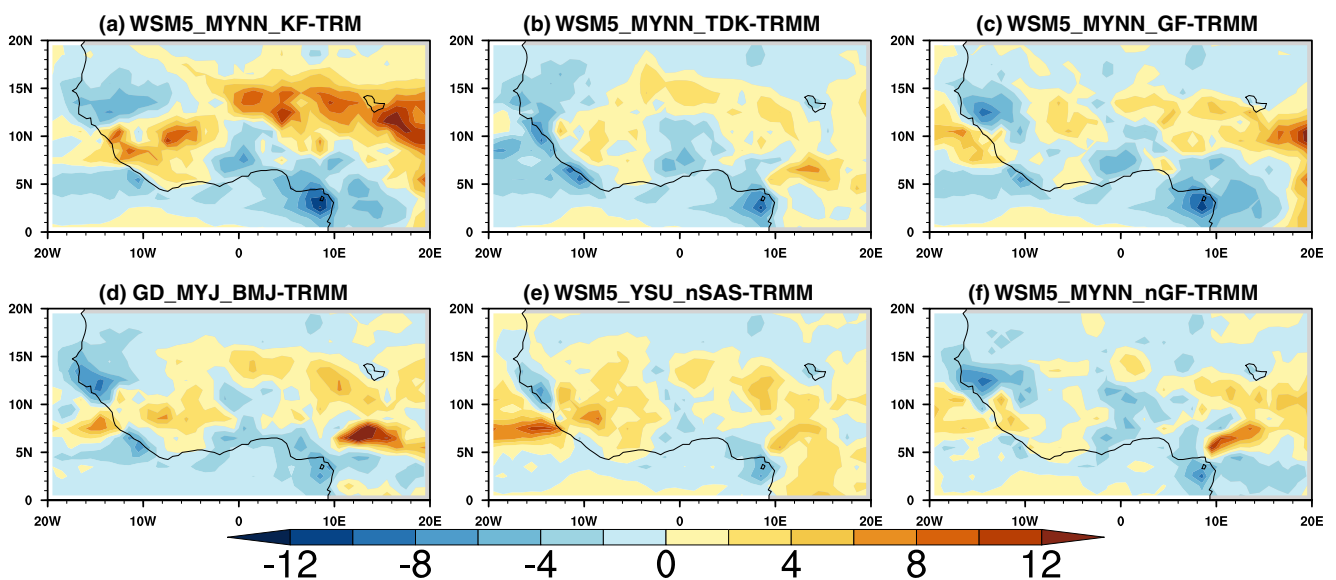 (a) WSM5_MYNN_KF-TRM
(b) WSM5_MYNN_TDK-TRMM
(c) WSM5_MYNN_GF-TRMM
20N 20N 20N
15N 15N 15N
10N 10N 10N
5N 5N 5N
0 0 0
20W 10W 0 10E 20E 20W 10W 0 10E 20E 20W 10W 0 10E 20E
(d) GD_MYJ_BMJ-TRMM
(e) WSM5_YSU_nSAS-TRMM
(f) WSM5_MYNN_nGF-TRMM
20N 20N 20N
15N 15N 15N
10N 10N 10N
5N 5N 5N
0 0 0
20W 10W 0 10E 20E 20W 10W 0 10E 20E 20W 10W 0 10E 20E
-12 -8 -4 0 4 8 12